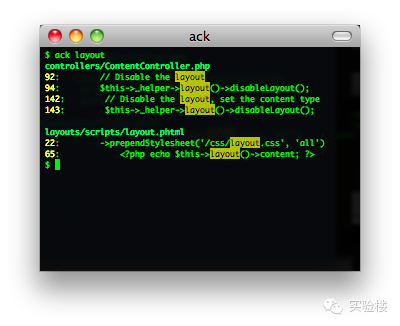 ack
$ ack layout
controllers/ContentController.php
92:        // Disable the layout
94:        $this->_helper->layout()->disableLayout();
142:        // Disable the layout, set the content type
143:        $this->_helper->layout()->disableLayout();
layouts/scripts/layout.phtml
22:        ->prependStylesheet('/css/layout.css', 'all')
65:            <?php echo $this->layout()->content; ?>
$
实验楼